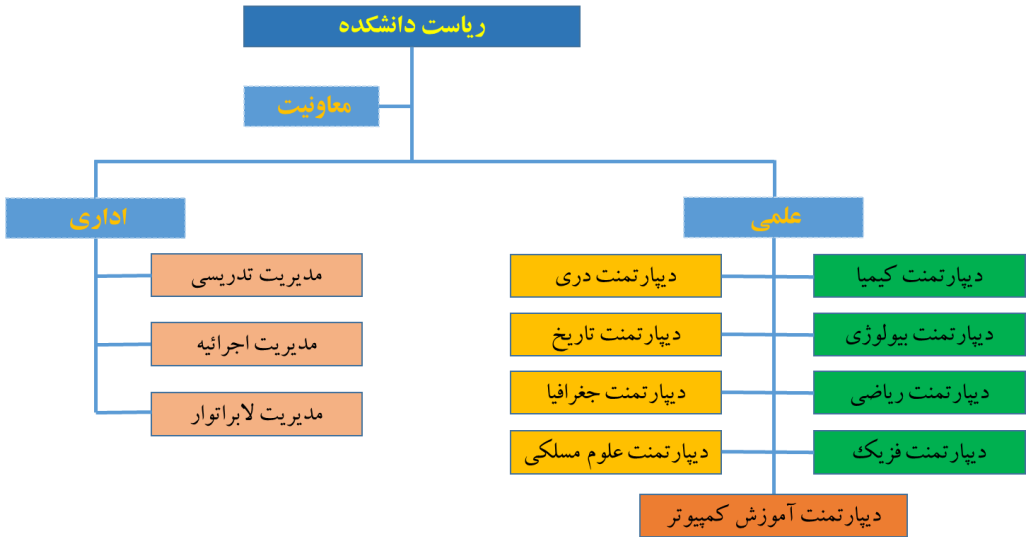 ریاست دانشکده
معاونیت
علمی
اداری
دیپارتمنت کیمیا
دیپارتمنت دری
مدیریت تدریسی
دیپارتمنت بیولوژی
دیپارتمنت تاریخ
مدیریت اجرائیه
دیپارتمنت ریاضی
دیپارتمنت جغرافیا
مدیریت لابراتوار
دیپارتمنت فزیک
دیپارتمنت علوم مسلکی
دیپارتمنت آموزش کمپیوتر